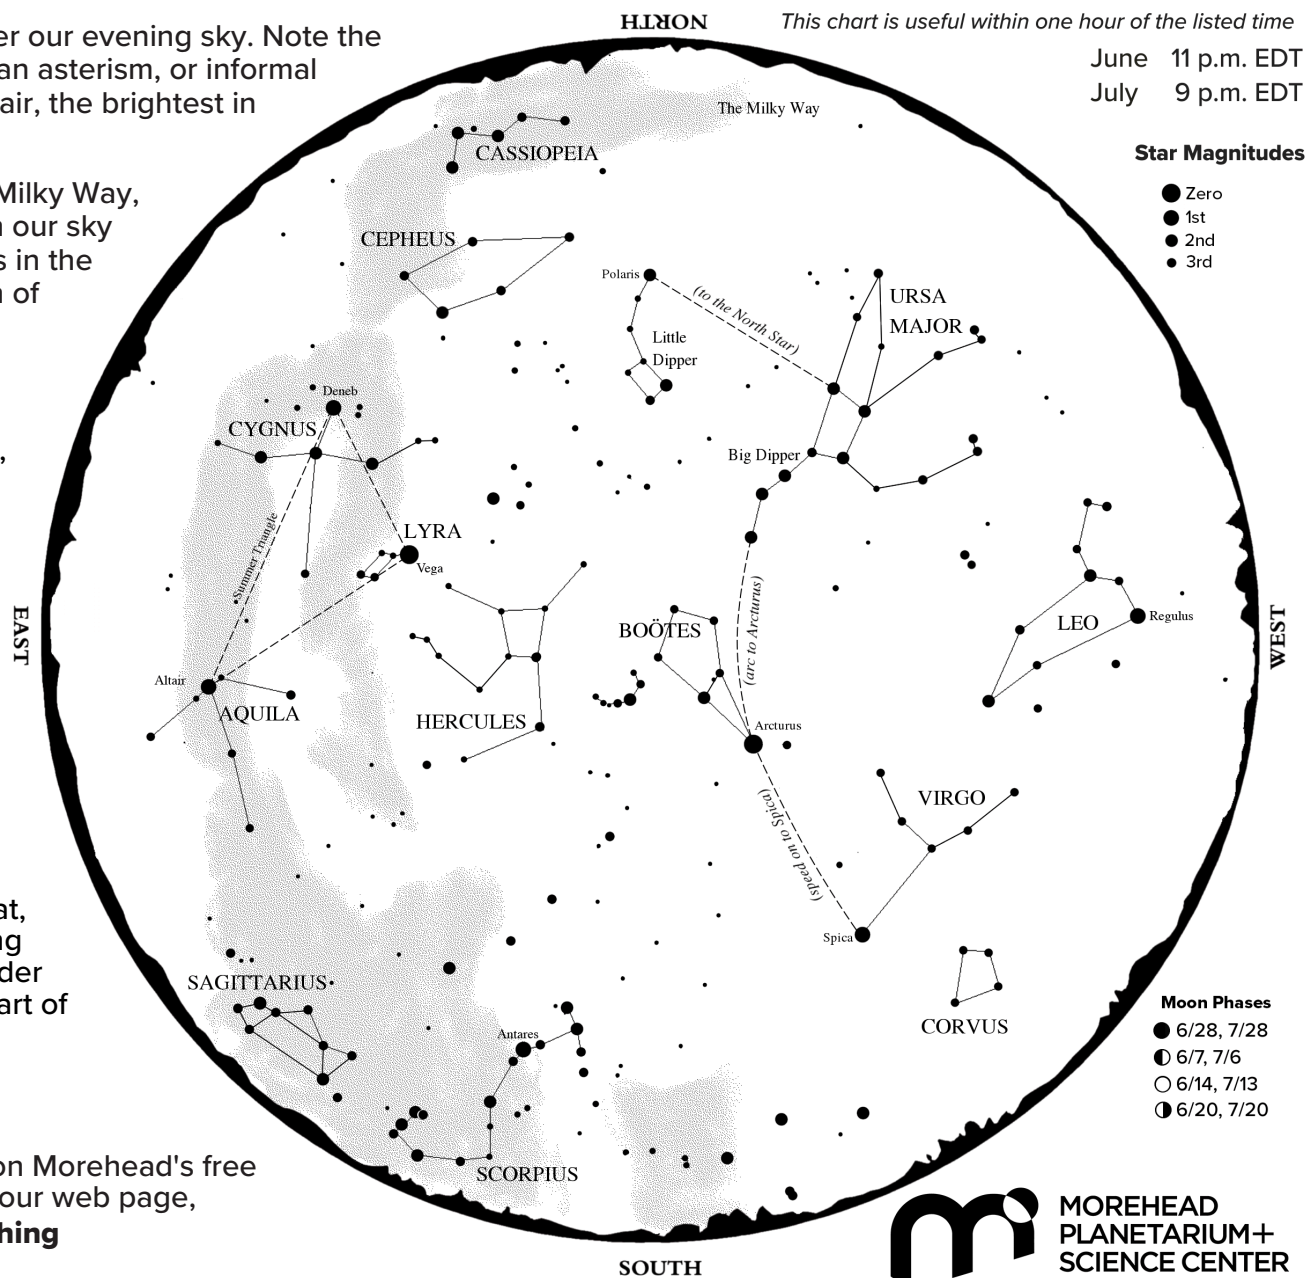 er our evening sky. Note the
an asterism, or informal
air, the brightest in
Milky Way,
our sky
s in the
of
,
at,
ng
der
art of
on Morehead's free
our web page,
hing
NORTH
This chart is useful within one hour of the listed time
June 11 p.m. EDT
July 9 p.m. EDT
Star Magnitudes
Zero
1st
2nd
3rd
The Milky Way
CASSIOPEIA
CEPHEUS
Polaris
(to the North Star)
URSA
MAJOR
Little
Dipper
Deneb
CYGNUS
Big Dipper
LYRA
Vega
Summer Triangle
EAST
WEST
(arc to Arcturus)
BOÖTES
LEO
Regulus
Altair
AQUILA
HERCULES
Arcturus
VIRGO
(speed on to Spica)
Spica
SAGITTARIUS
Antares
CORVUS
SCORPIUS
Moon Phases
6/28, 7/28
6/7, 7/6
6/14, 7/13
6/20, 7/20
SOUTH
m
MOREHEAD
PLANETARIUM+
SCIENCE CENTER